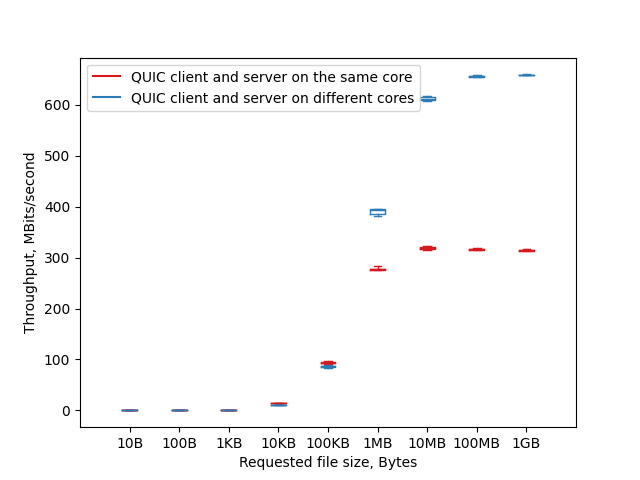 QUIC client and server on the same core
QUIC client and server on different cores
Throughput, MBits/second
600
500
400
300
200
100
0
10B 100B 1KB 10KB 100KB 1MB 10MB 100MB 1GB
Requested file size, Bytes